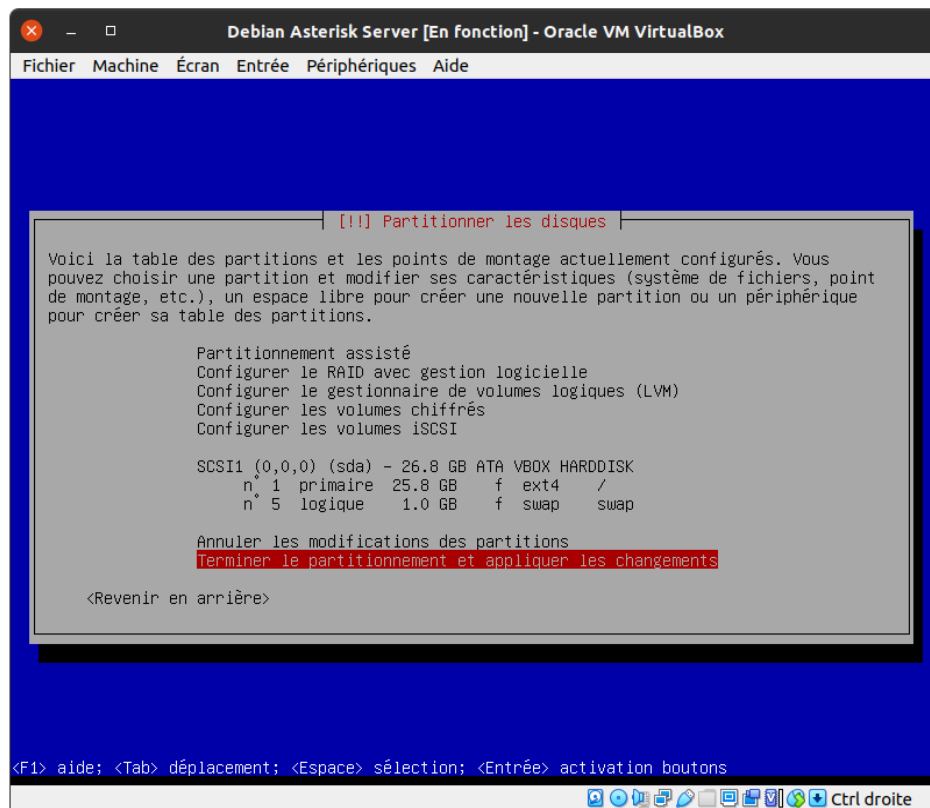 Debian Asterisk Server [En fonction] - Oracle VM VirtualBox
Fichier Machine Écran Entrée Périphériques Aide
[!!] Partitionner les disques
Voici la table des partitions et les points de montage actuellement configurés. Vous
pouvez choisir une partition et modifier ses caractéristiques (système de fichiers, point
de montage, etc.), un espace libre pour créer une nouvelle partition ou un périphérique
pour créer sa table des partitions.
Partitionnement assisté
Configurer le RAID avec gestion logicielle
Configurer le gestionnaire de volumes logiques (LVM)
Configurer les volumes chiffrés
Configurer les volumes iSCSI
SCSI1 (0,0,0) (sda) - 26.8 GB ATA VBOX HARDDISK
n° 1 primaire 25.8 GB f ext4 /
n° 5 logique 1.0 GB f swap swap
Annuler les modifications des partitions
Terminer le partitionnement et appliquer les changements
<Revenir en arrière>
<F1> aide; <Tab> déplacement; <Espace> sélection; <Entrée> activation boutons
Ctrl droite